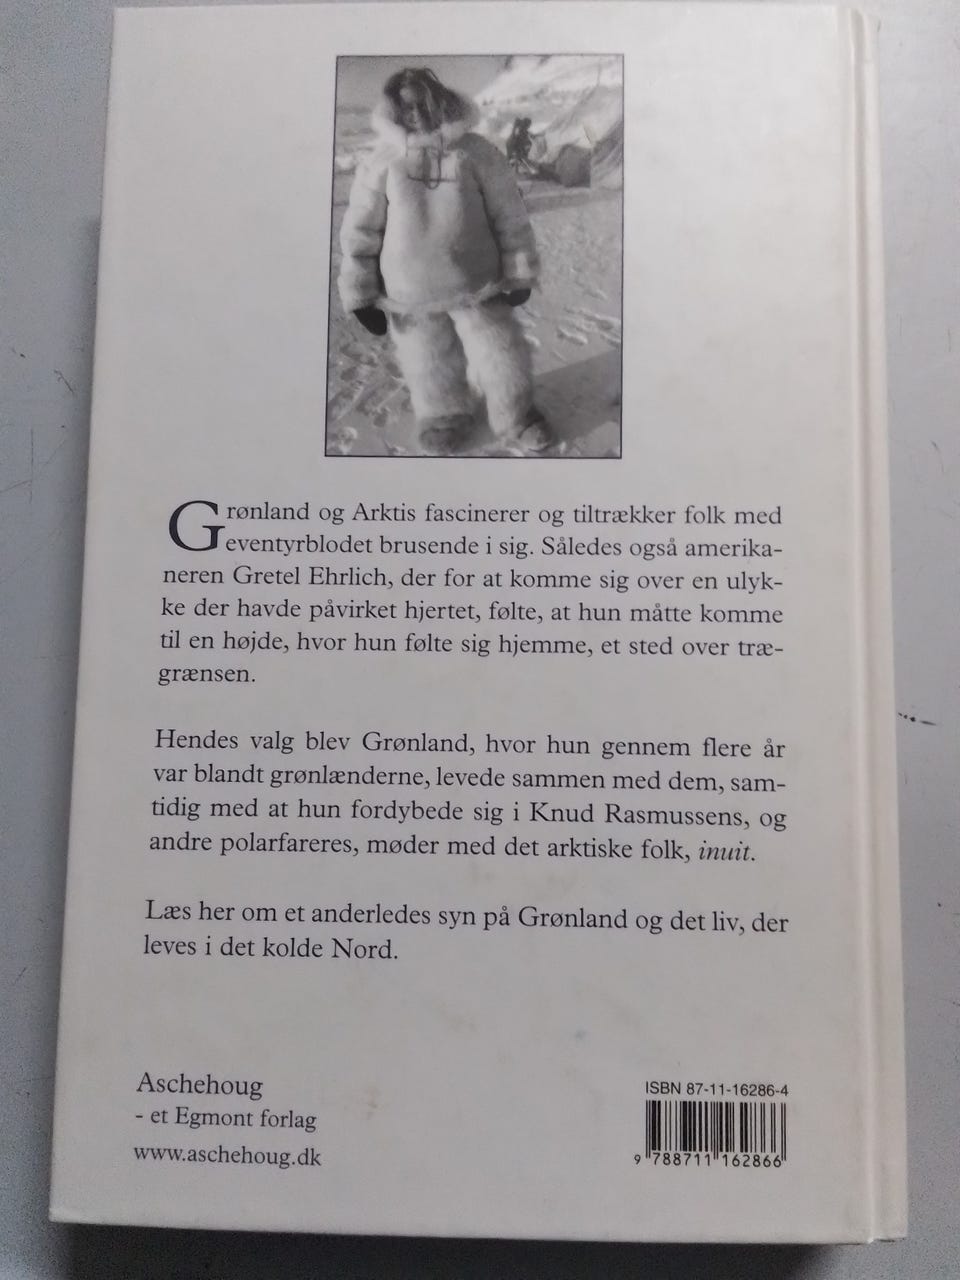 Grønland og Arktis fascinerer og tiltrækker folk med
eventyrblodet brusende i sig. Således også amerika-
neren Gretel Ehrlich, der for at komme sig over en ulyk-
ke der havde påvirket hjertet, følte, at hun måtte komme
til en højde, hvor hun følte sig hjemme, et sted over træ-
grænsen.
Hendes valg blev Grønland, hvor hun gennem flere år
var blandt grønlænderne, levede sammen med dem, sam-
tidig med at hun fordybede sig i Knud Rasmussens, og
andre polarfareres, møder med det arktiske folk, inuit.
Læs her om et anderledes syn på Grønland og det liv, der
leves i det kolde Nord.
Aschehoug
- et Egmont forlag
www.aschehoug.dk
ISBN 87-11-16286-4
9 788711 162866